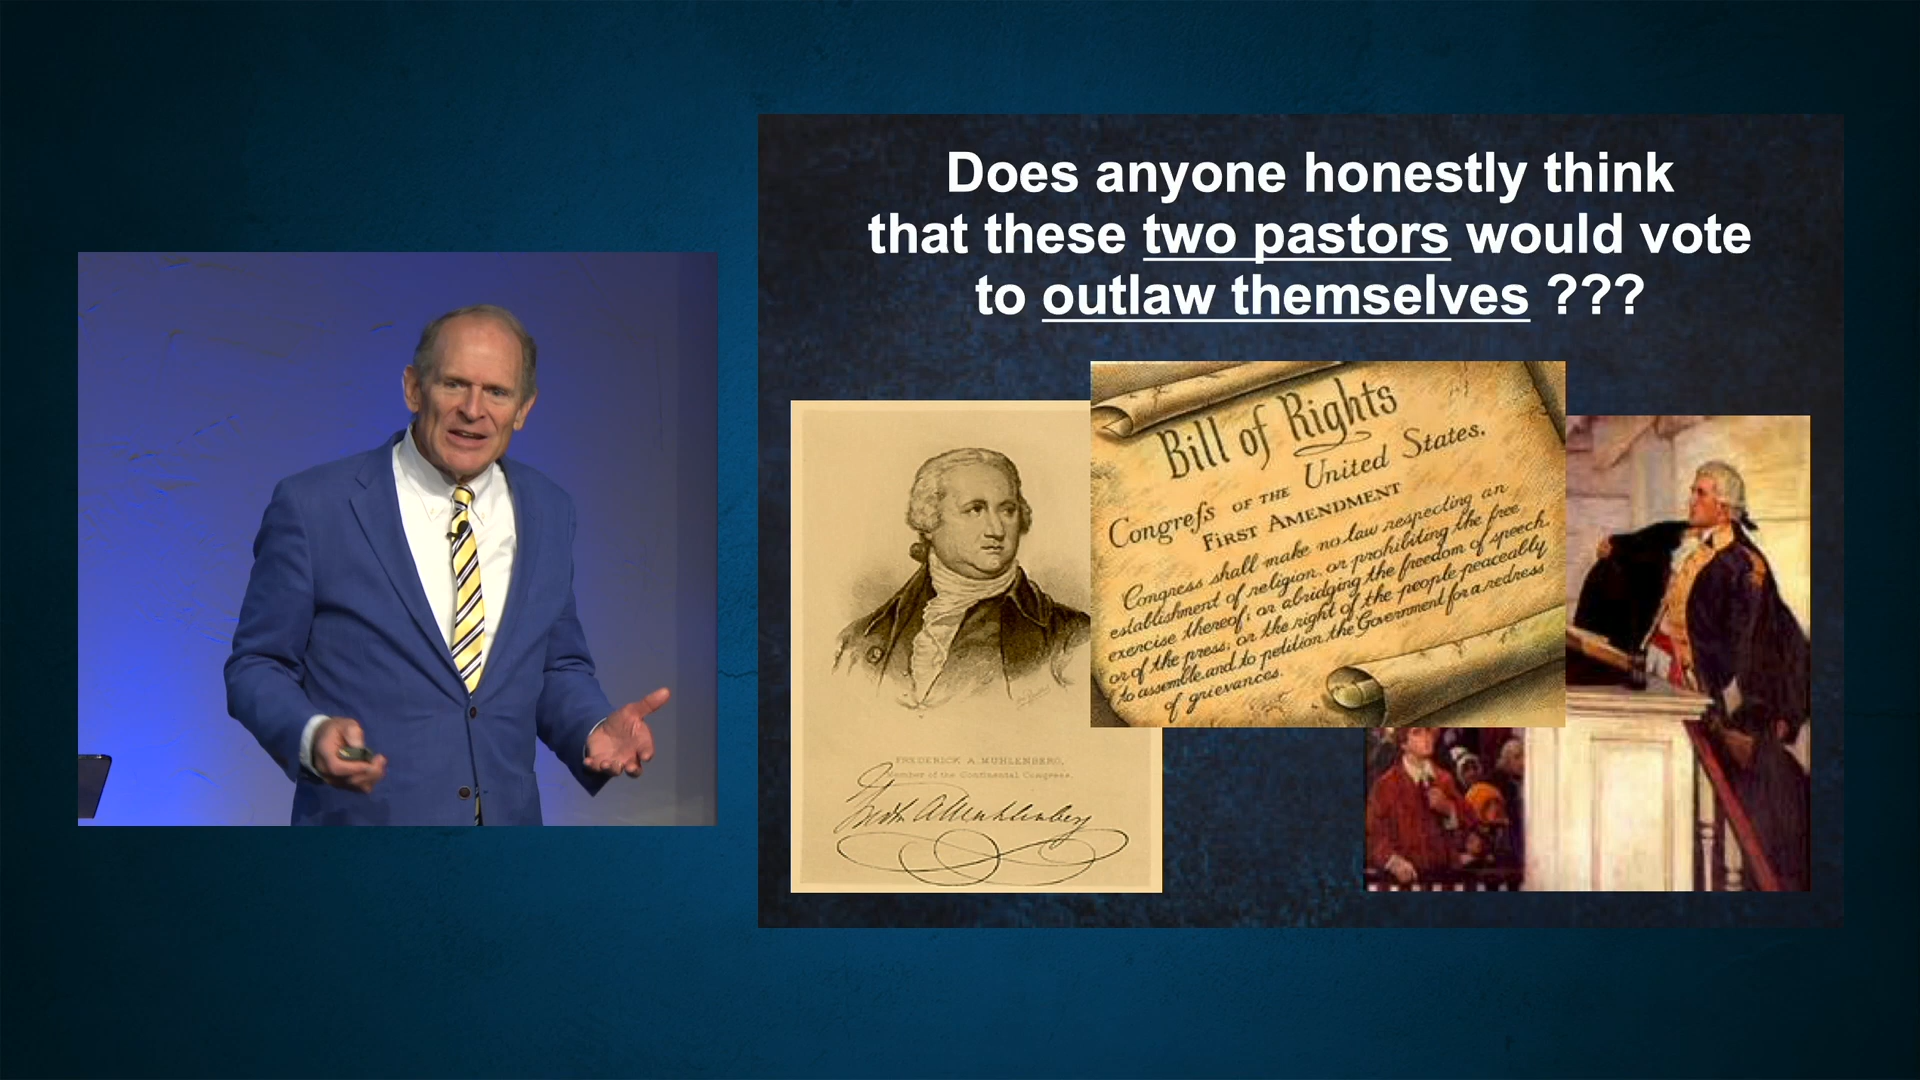 Does anyone honestly think
that these two pastors would vote
to outlaw themselves ???
Bill of Rights
Congreſs OF THE United States.
FIRST AMENDMENT
Congress shall make no law respecting an
establishment of religion, or prohibiting the free
exercise thereof; or abridging the freedom of speech,
or of the press; or the right of the people peaceably
to assemble, and to petition the Government for a redress
of grievances.
FREDERICK A. MUHLENBERG,
Member of the Continental Congress.
Fredk A Muhlenberg